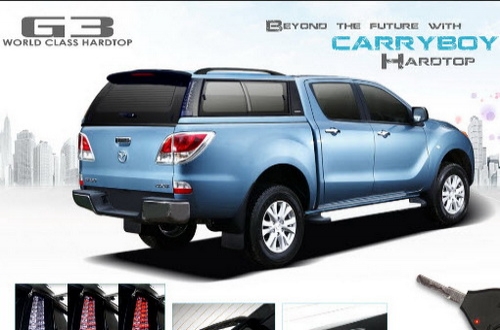 G3
WORLD CLASS HARDTOP
BEYOND THE FUTURE WITH
CARRYBOY
HARDTOP